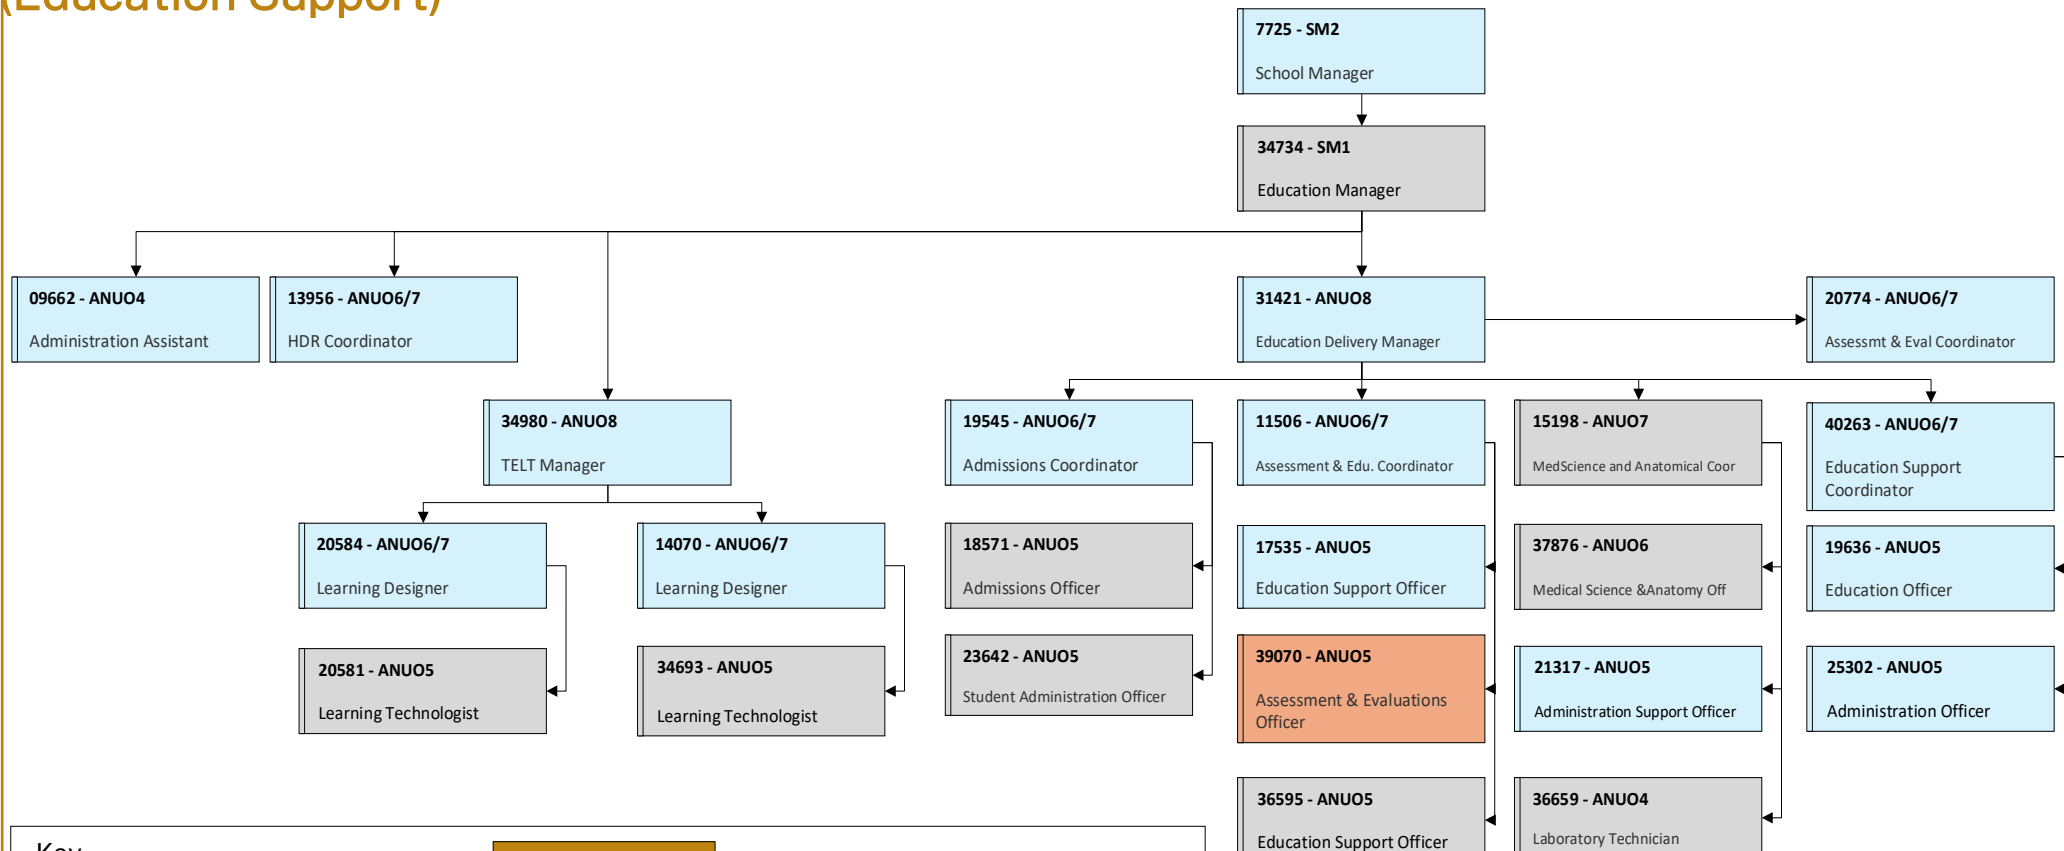 (Education Support)
7725 - SM2
School Manager
34734 - SM1
Education Manager
09662 - ANUO4
Administration Assistant
13956 - ANUO6/7
HDR Coordinator
31421 - ANUO8
Education Delivery Manager
20774 - ANUO6/7
Assessmt & Eval Coordinator
34980 - ANUO8
TELT Manager
19545 - ANUO6/7
Admissions Coordinator
11506 - ANUO6/7
Assessment & Edu. Coordinator
15198 - ANUO7
MedScience and Anatomical Coor
40263 - ANUO6/7
Education Support
Coordinator
20584 - ANUO6/7
Learning Designer
14070 - ANUO6/7
Learning Designer
18571 - ANUO5
Admissions Officer
17535 - ANUO5
Education Support Officer
37876 - ANUO6
Medical Science &Anatomy Off
19636 - ANUO5
Education Officer
20581 - ANUO5
Learning Technologist
34693 - ANUO5
Learning Technologist
23642 - ANUO5
Student Administration Officer
39070 - ANUO5
Assessment & Evaluations
Officer
21317 - ANUO5
Administration Support Officer
25302 - ANUO5
Administration Officer
36595 - ANUO5
Education Support Officer
36659 - ANUO4
Laboratory Technician
Key